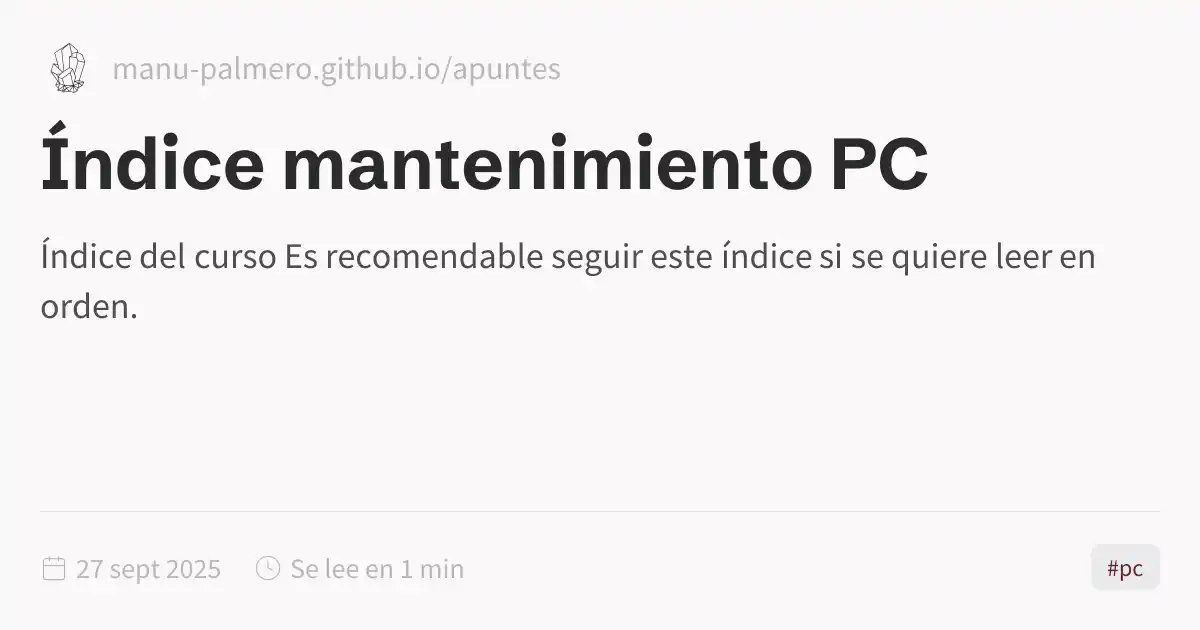 manu-palmero.github.io/apuntes
Índice mantenimiento PC
Índice del curso Es recomendable seguir este índice si se quiere leer en
orden.
27 sept 2025 Se lee en 1 min #pc